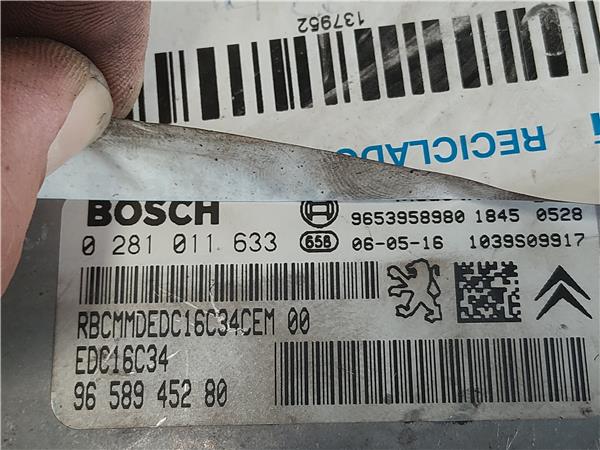 137952
RECICLADO
BOSCH
9653958980 1845 0528
0 281 011 633 658 06-05-16 1039S09917
RBCMMDEDC16C34CEM 00
EDC16C34
96 589 452 80